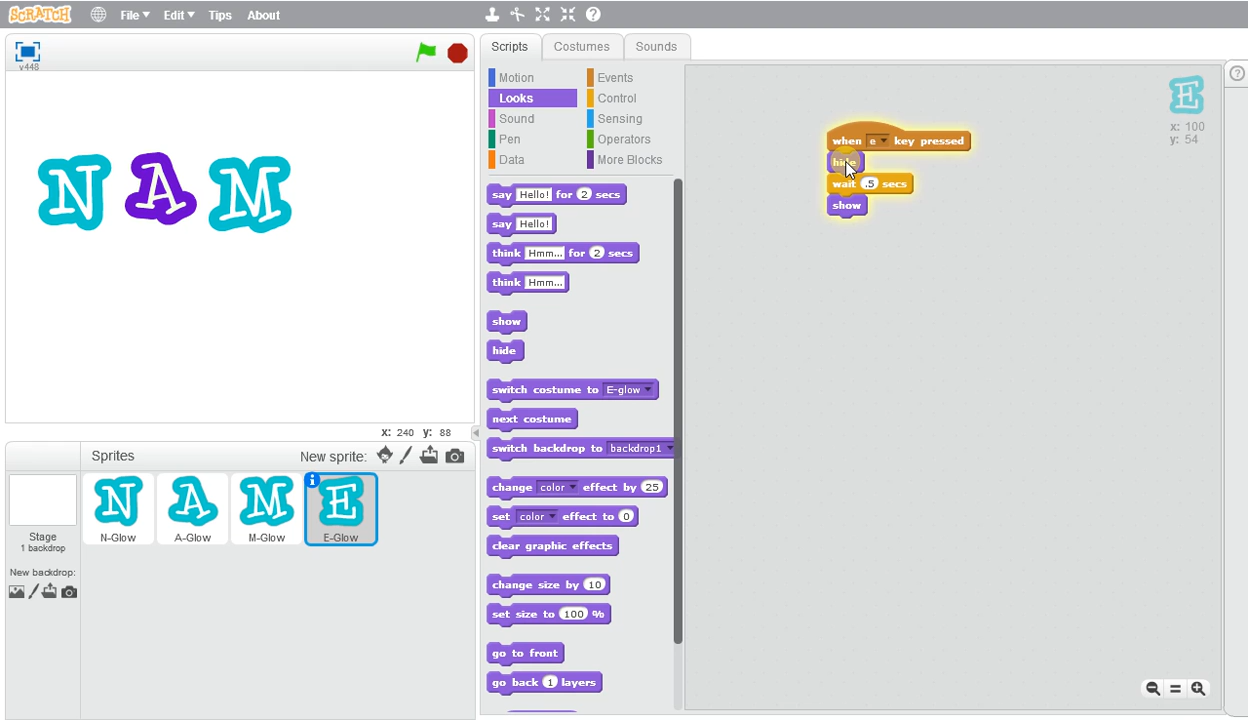 SCRATCH File Edit Tips About
v448
N A M
x: 240 y: 88
Sprites New sprite:
Stage
1 backdrop
New backdrop:
N
N-Glow
A
A-Glow
M
M-Glow
i
E
E-Glow
Scripts Costumes Sounds
Motion Events
Looks Control
Sound Sensing
Pen Operators
Data More Blocks
say Hello! for 2 secs
say Hello!
think Hmm... for 2 secs
think Hmm...
show
hide
switch costume to E-glow
next costume
switch backdrop to backdrop1
change color effect by 25
set color effect to 0
clear graphic effects
change size by 10
set size to 100 %
go to front
go back 1 layers
when e key pressed
hide
wait .5 secs
show
E
x: 100
y: 54
?
?